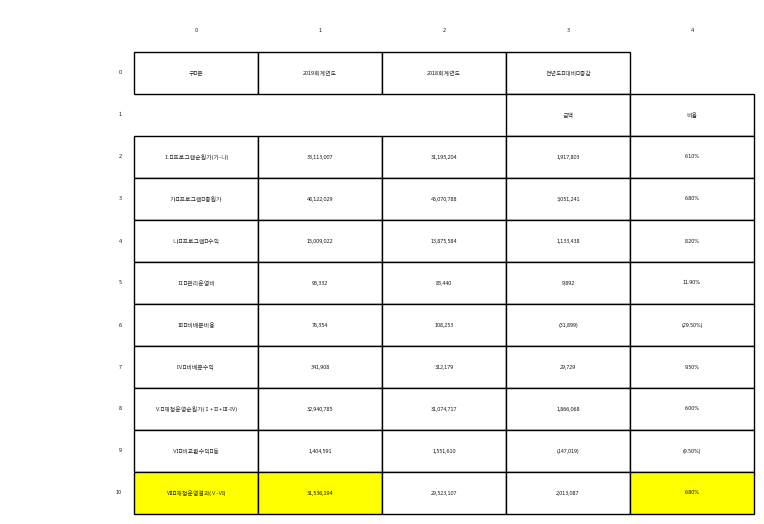 0 1 2 3 4
0 구□분 2019회계연도 2018회계연도 전년도□대비□증감
1 금액 비율
2 Ⅰ.□프로그램순원가(가-나) 33,113,007 31,195,204 1,917,803 6.10%
3 가□프로그램□총원가 48,122,029 45,070,788 3,051,241 6.80%
4 나□프로그램□수익 15,009,022 13,875,584 1,133,438 8.20%
5 Ⅱ.□관리운영비 93,332 83,440 9,892 11.90%
6 Ⅲ□비배분비용 76,354 108,253 (31,899) (29.50%)
7 Ⅳ.□비배분수익 341,908 312,179 29,729 9.50%
8 Ⅴ.□재정운영순원가(Ⅰ+Ⅱ+Ⅲ-Ⅳ) 32,940,785 31,074,717 1,866,068 6.00%
9 Ⅵ□비교환수익□등 1,404,591 1,551,610 (147,019) (9.50%)
10 Ⅶ□재정운영결과(Ⅴ-Ⅵ) 31,536,194 29,523,107 2,013,087 6.80%